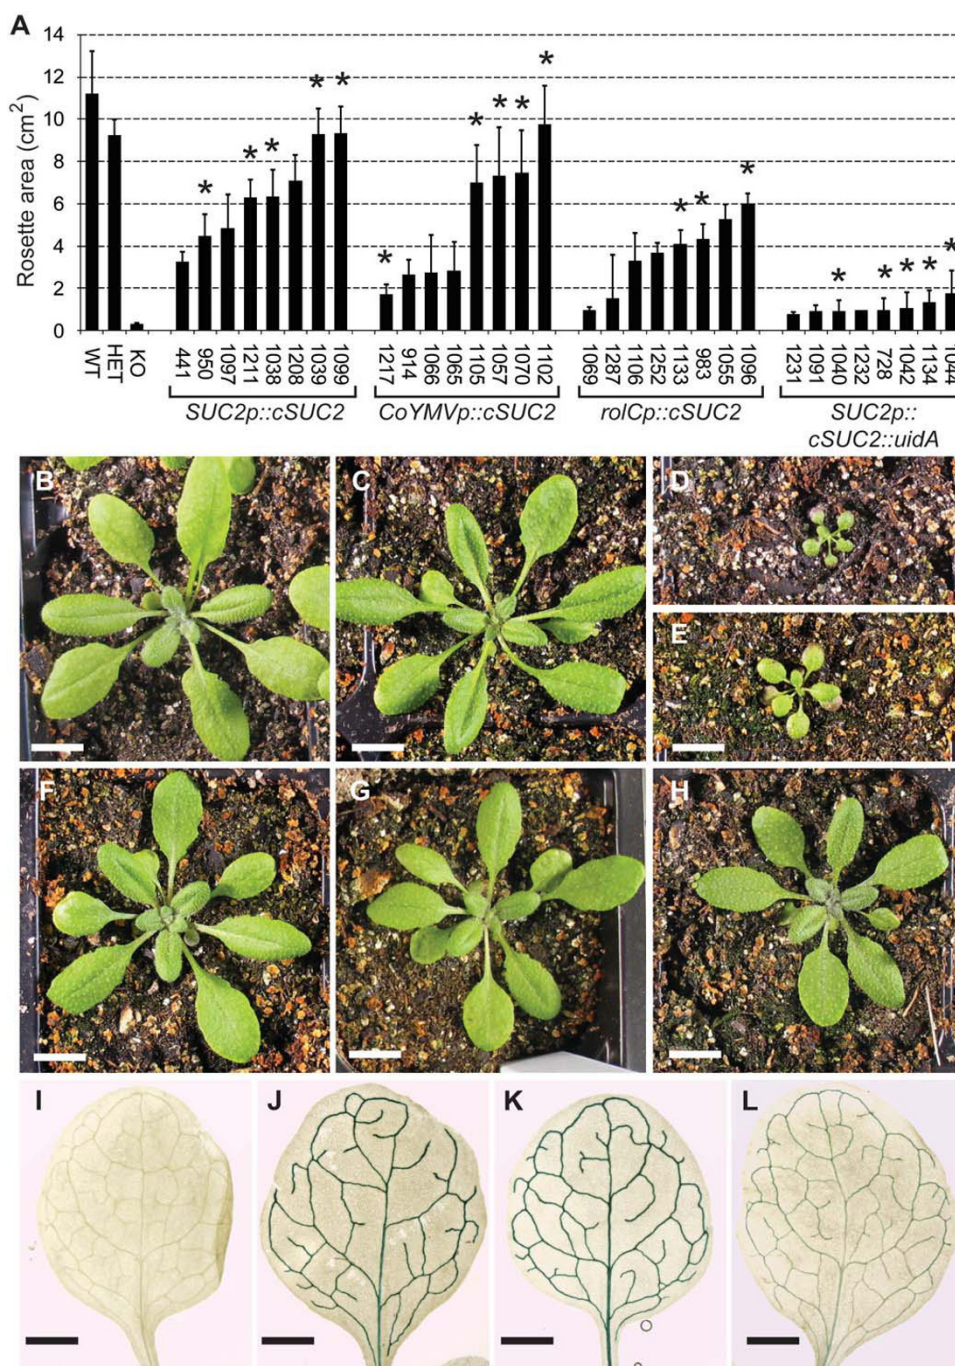 A
14
12
10
8
6
4
2
0
Rosette area (cm²)
* * * * * * * * * * * * * * * * * *
WT HET KO 441 950 1097 1211 1038 1208 1039 1099 1217 914 1066 1065 1105 1057 1070 1102 1069 1287 1106 1252 1133 983 1055 1096 1231 1091 1040 1232 728 1042 1134 1044
SUC2p::cSUC2 CoYMVp::cSUC2 rolCp::cSUC2 SUC2p::
cSUC2::uidA
B C D
E
F G H
I J K L